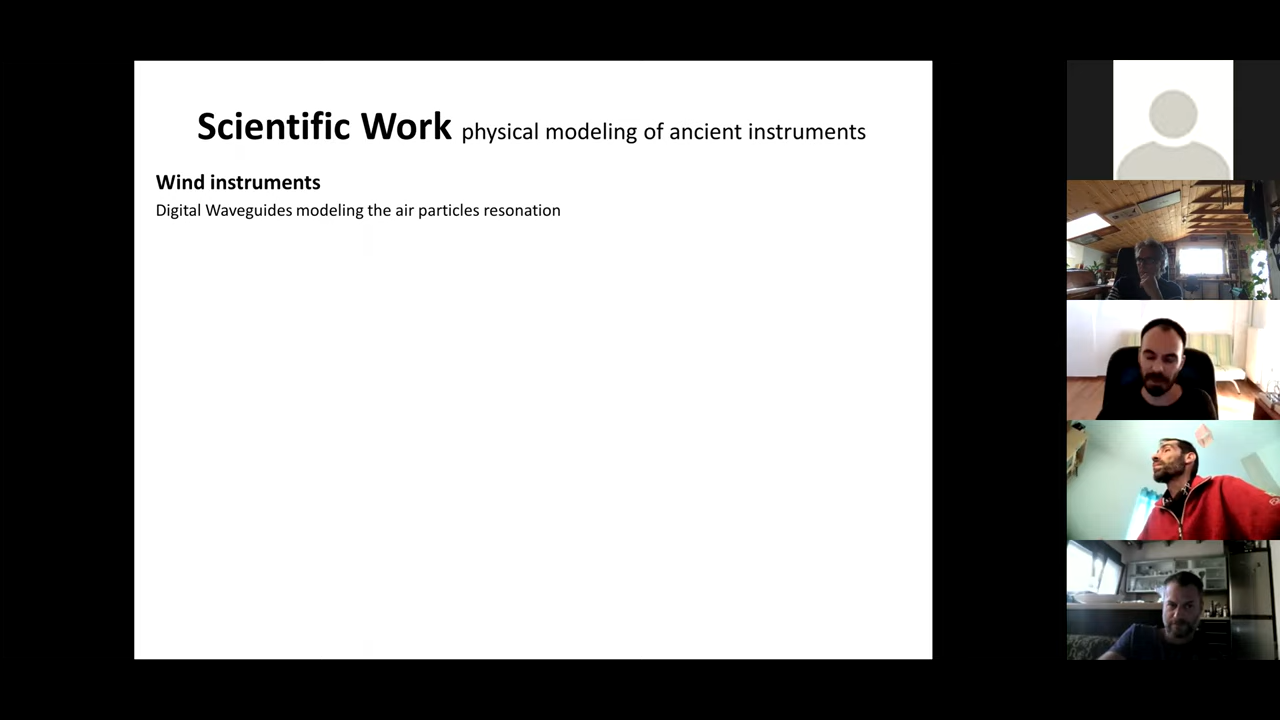 Scientific Work physical modeling of ancient instruments
Wind instruments
Digital Waveguides modeling the air particles resonation